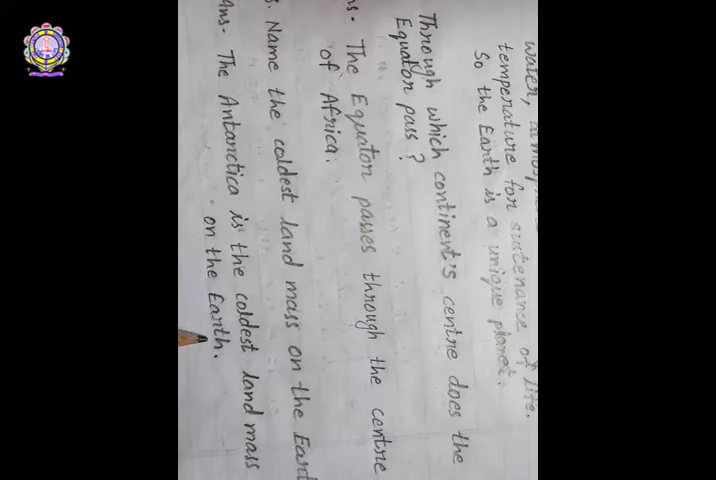 water,
temperature for sustenance of life.
So the Earth is a unique planet.
Through which continent's centre does the
Equator pass?
The Equator passes through the centre
of Africa.
Name the coldest land mass on the
Ans- The Antarctica is the coldest land mass
on the Earth.